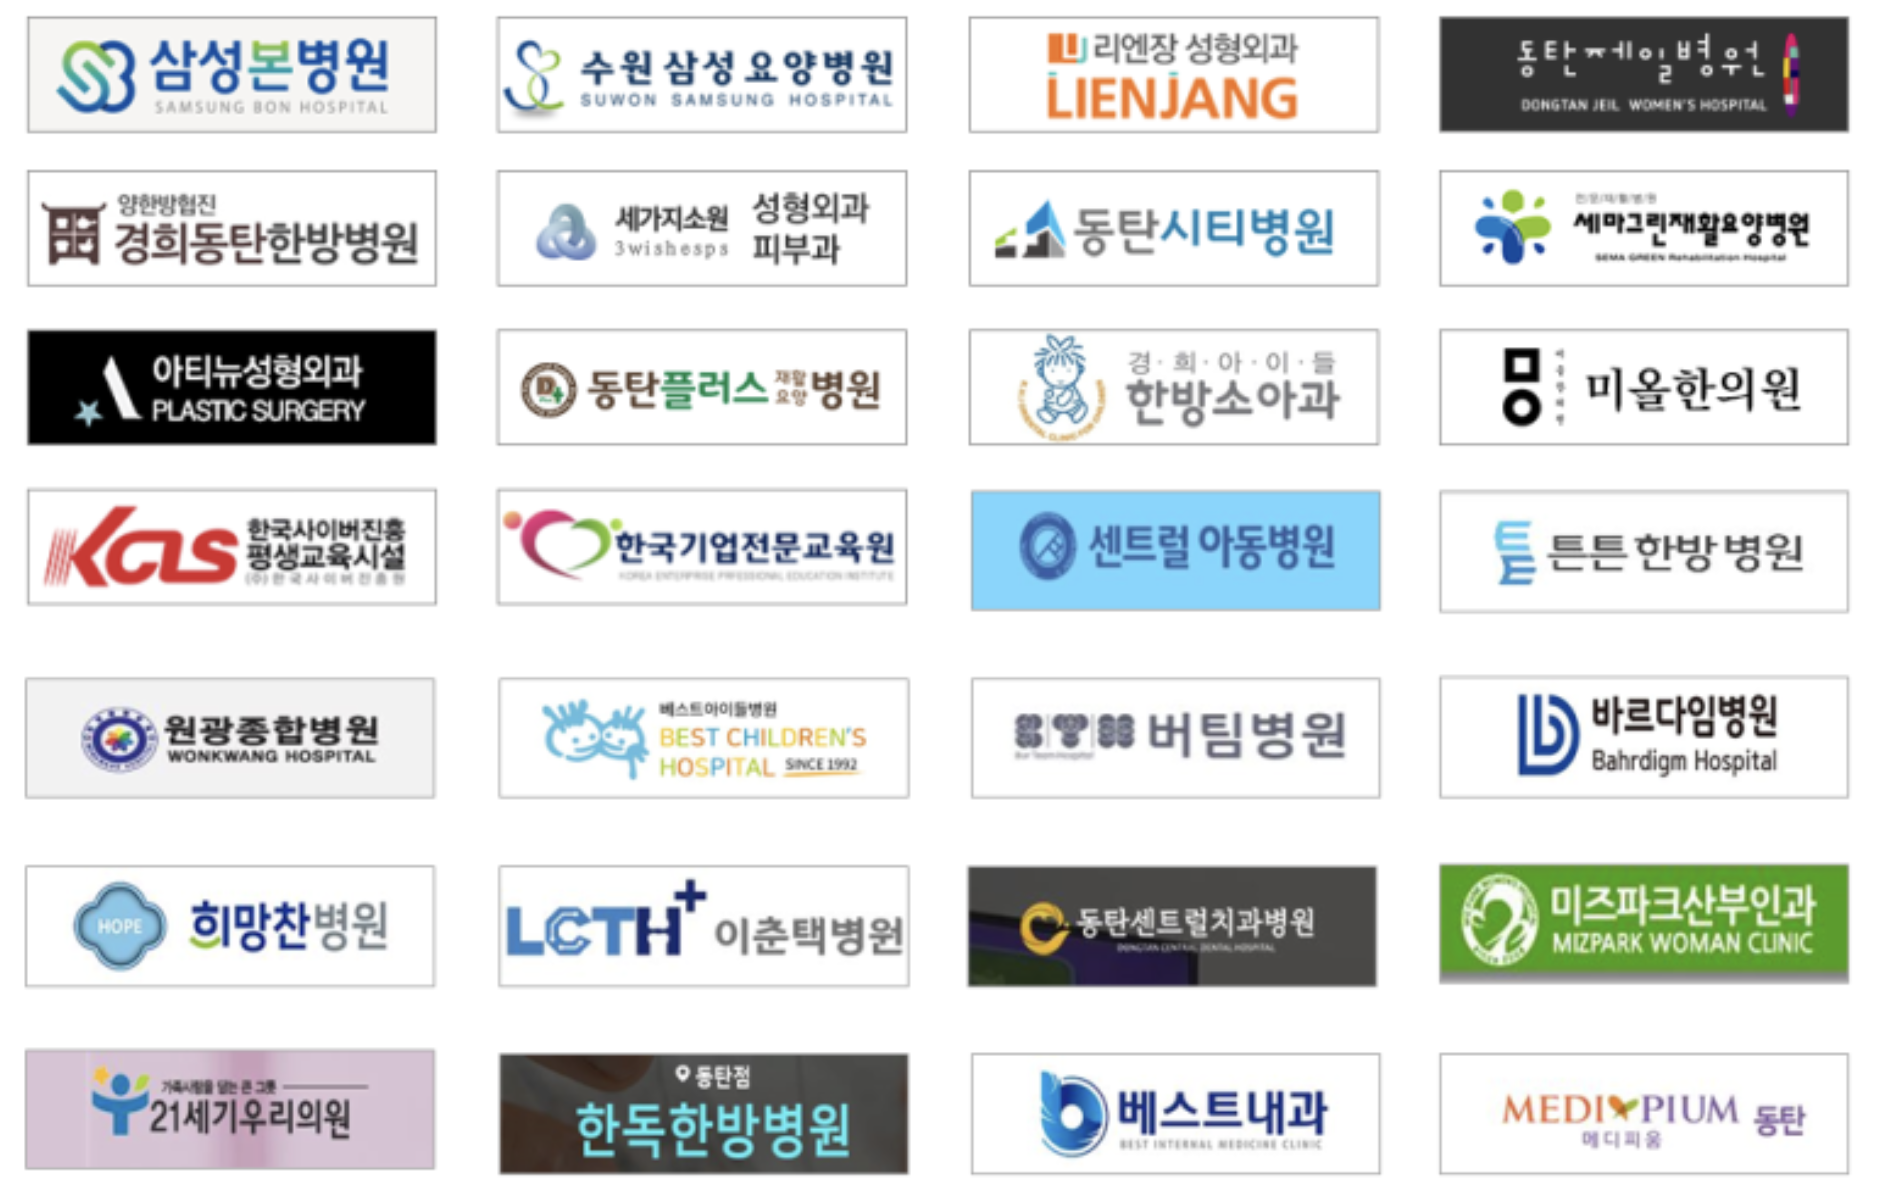 삼성본병원
SAMSUNG BON HOSPITAL
수원 삼성 요양병원
SUWON SAMSUNG HOSPITAL
리엔장 성형외과
LIENJANG
동탄제일병원
DONGTAN JEIL WOMEN'S HOSPITAL
양한방협진
경희동탄한방병원
세가지소원
3wishesps
성형외과
피부과
동탄시티병원
전/문/재/활/병/원
세마그린재활요양병원
SEMA GREEN Rehabilitation Hospital
아티뉴성형외과
PLASTIC SURGERY
동탄플러스 재활요양 병원
경·희·아·이·들
한방소아과
미올한의원
미올한의원
Kcls
한국사이버진흥
평생교육시설
(주)한국사이버진흥원
한국기업전문교육원
KOREA ENTERPRISE PRFESSIONAL EDUCATION INSTITUTE
센트럴 아동병원
튼튼한방병원
원광종합병원
WONKWANG HOSPITAL
베스트아이들병원
BEST CHILDREN'S
HOSPITAL SINCE 1992
버팀병원
바르다임병원
Bahrdigm Hospital
HOPE
희망찬병원
LCTH+ 이춘택병원
동탄센트럴치과병원
DONGTAN CENTRAL DENTAL HOSPITAL
미즈파크산부인과
MIZPARK WOMAN CLINIC
가족사랑을 담는 큰 그릇
21세기우리의원
동탄점
한독한방병원
베스트내과
BEST INTERNAL MEDICINE CLINIC
MEDI PIUM 동탄
메디피움